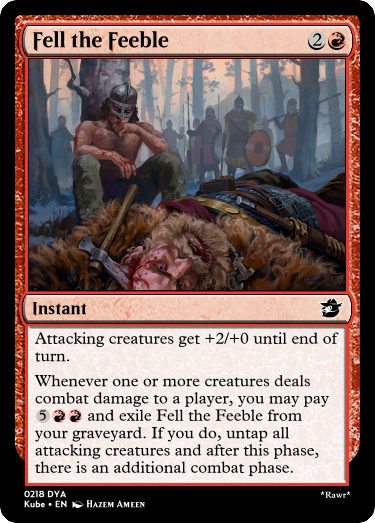 Fell the Feeble 2
Instant
Attacking creatures get +2/+0 until end of
turn.
Whenever one or more creatures deals
combat damage to a player, you may pay
5 and exile Fell the Feeble from
your graveyard. If you do, untap all
attacking creatures and after this phase,
there is an additional combat phase.
0218 DYA
Kube • EN Hazem Ameen
*Rawr*